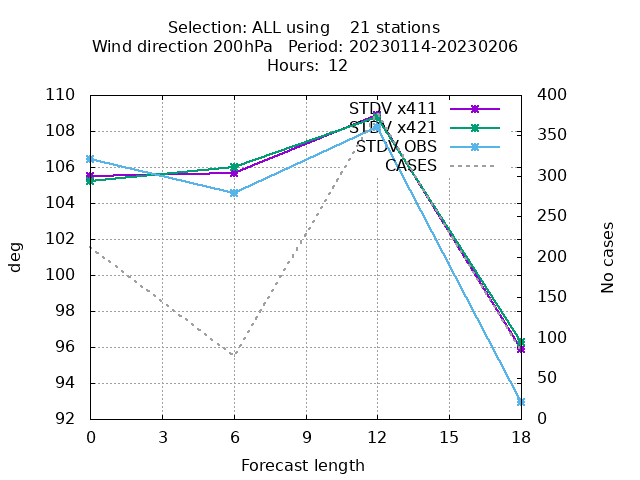 Selection: ALL using    21 stations
Wind direction 200hPa   Period: 20230114-20230206
Hours: 12
110
108
106
104
102
100
98
96
94
92
deg
STDV x411
STDV x421
STDV OBS
CASES
400
350
300
250
200
150
100
50
0
No cases
0 3 6 9 12 15 18
Forecast length